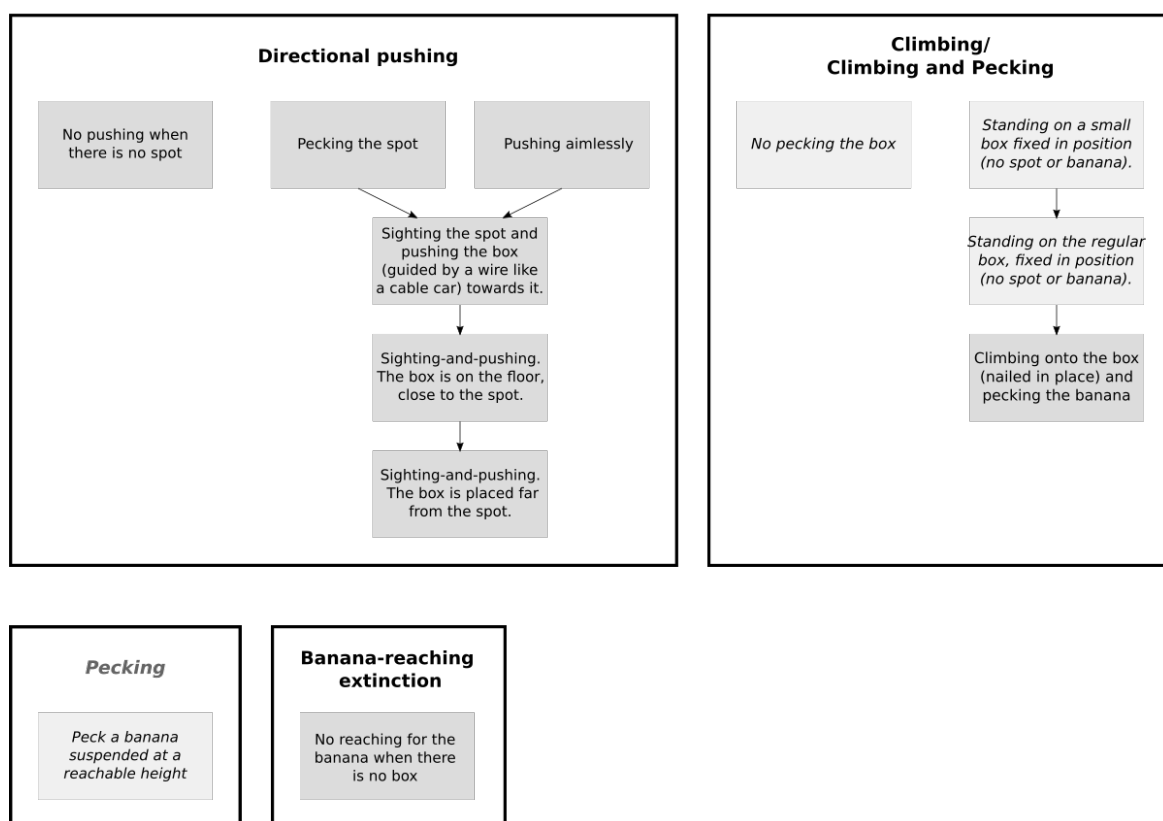 Directional pushing
No pushing when
there is no spot
Pecking the spot
Pushing aimlessly
Sighting the spot and
pushing the box
(guided by a wire like
a cable car) towards it.
Sighting-and-pushing.
The box is on the floor,
close to the spot.
Sighting-and-pushing.
The box is placed far
from the spot.
Climbing/
Climbing and Pecking
No pecking the box
Standing on a small
box fixed in position
(no spot or banana).
Standing on the regular
box, fixed in position
(no spot or banana).
Climbing onto the box
(nailed in place) and
pecking the banana
Pecking
Peck a banana
suspended at a
reachable height
Banana-reaching
extinction
No reaching for the
banana when there
is no box